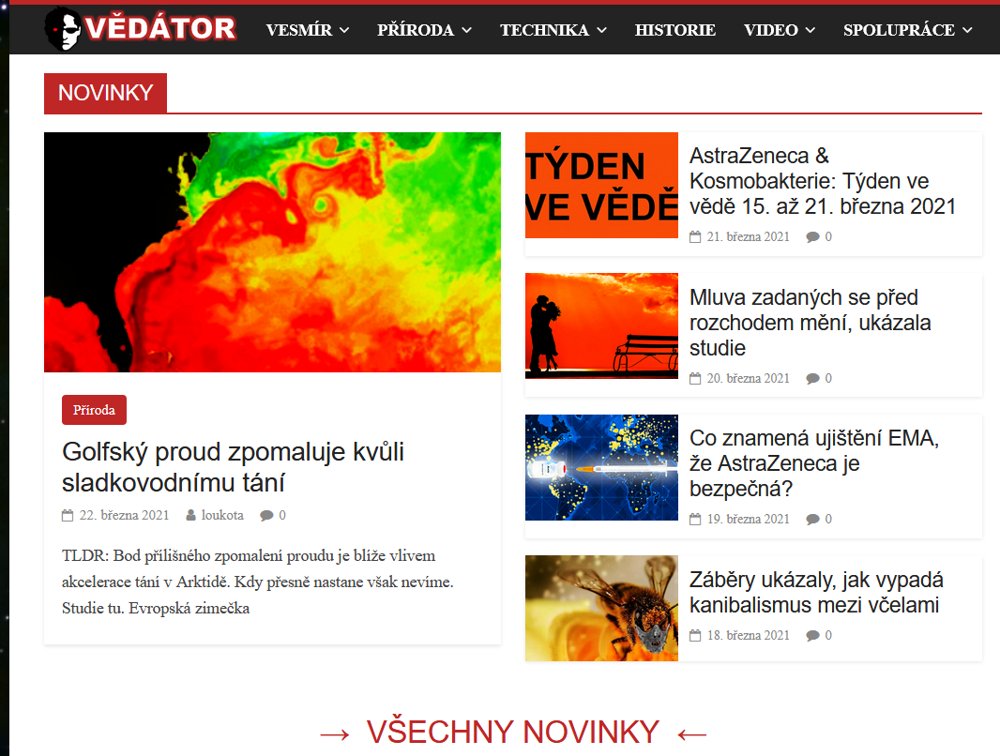 VĚDÁTOR
VESMÍR
PŘÍRODA
TECHNIKA
HISTORIE
VIDEO
SPOLUPRÁCE
NOVINKY
Příroda
Golfský proud zpomaluje kvůli
sladkovodnímu tání
22. března 2021 loukota 0
TLDR: Bod přílišného zpomalení proudu je blíže vlivem
akcelerace tání v Arktidě. Kdy přesně nastane však nevíme.
Studie tu. Evropská zimečka
TÝDEN
VE VĚDĚ
AstraZeneca &
Kosmobakterie: Týden ve
vědě 15. až 21. března 2021
21. března 2021 0
Mluva zadaných se před
rozchodem mění, ukázala
studie
20. března 2021 0
Co znamená ujištění EMA,
že AstraZeneca je
bezpečná?
19. března 2021 0
Záběry ukázaly, jak vypadá
kanibalismus mezi včelami
18. března 2021 0
→ VŠECHNY NOVINKY ←